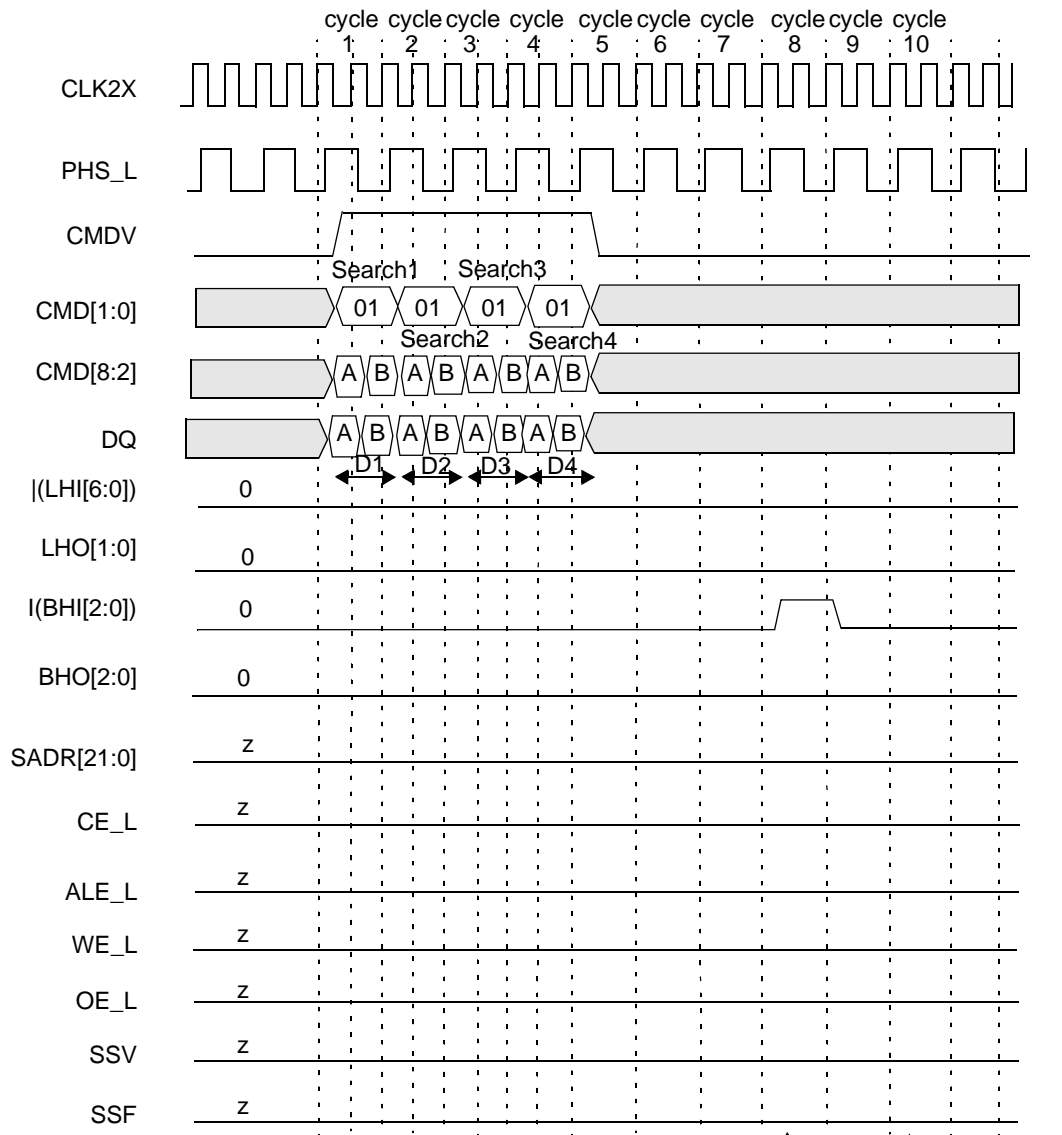 cycle cycle cycle cycle cycle cycle cycle cycle cycle cycle
1 2 3 4 5 6 7 8 9 10
CLK2X
PHS_L
CMDV
Search1 Search3
CMD[1:0] 01 01 01 01
Search2 Search4
CMD[8:2] A B A B A B A B
DQ A B A B A B A B
D1 D2 D3 D4
|(LHI[6:0]) 0
LHO[1:0] 0
I(BHI[2:0]) 0
BHO[2:0] 0
SADR[21:0] z
CE_L z
ALE_L z
WE_L z
OE_L z
SSV z
SSF z